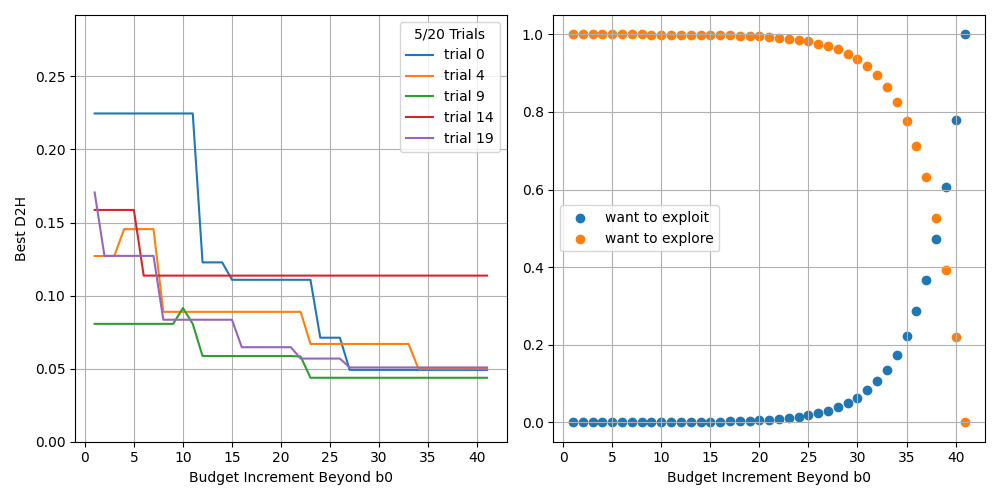 5/20 Trials
trial 0
trial 4
trial 9
trial 14
trial 19
Best D2H
0.25
0.20
0.15
0.10
0.05
0.00
0 5 10 15 20 25 30 35 40
Budget Increment Beyond b0
1.0
0.8
0.6
0.4
0.2
0.0
want to exploit
want to explore
0 5 10 15 20 25 30 35 40
Budget Increment Beyond b0